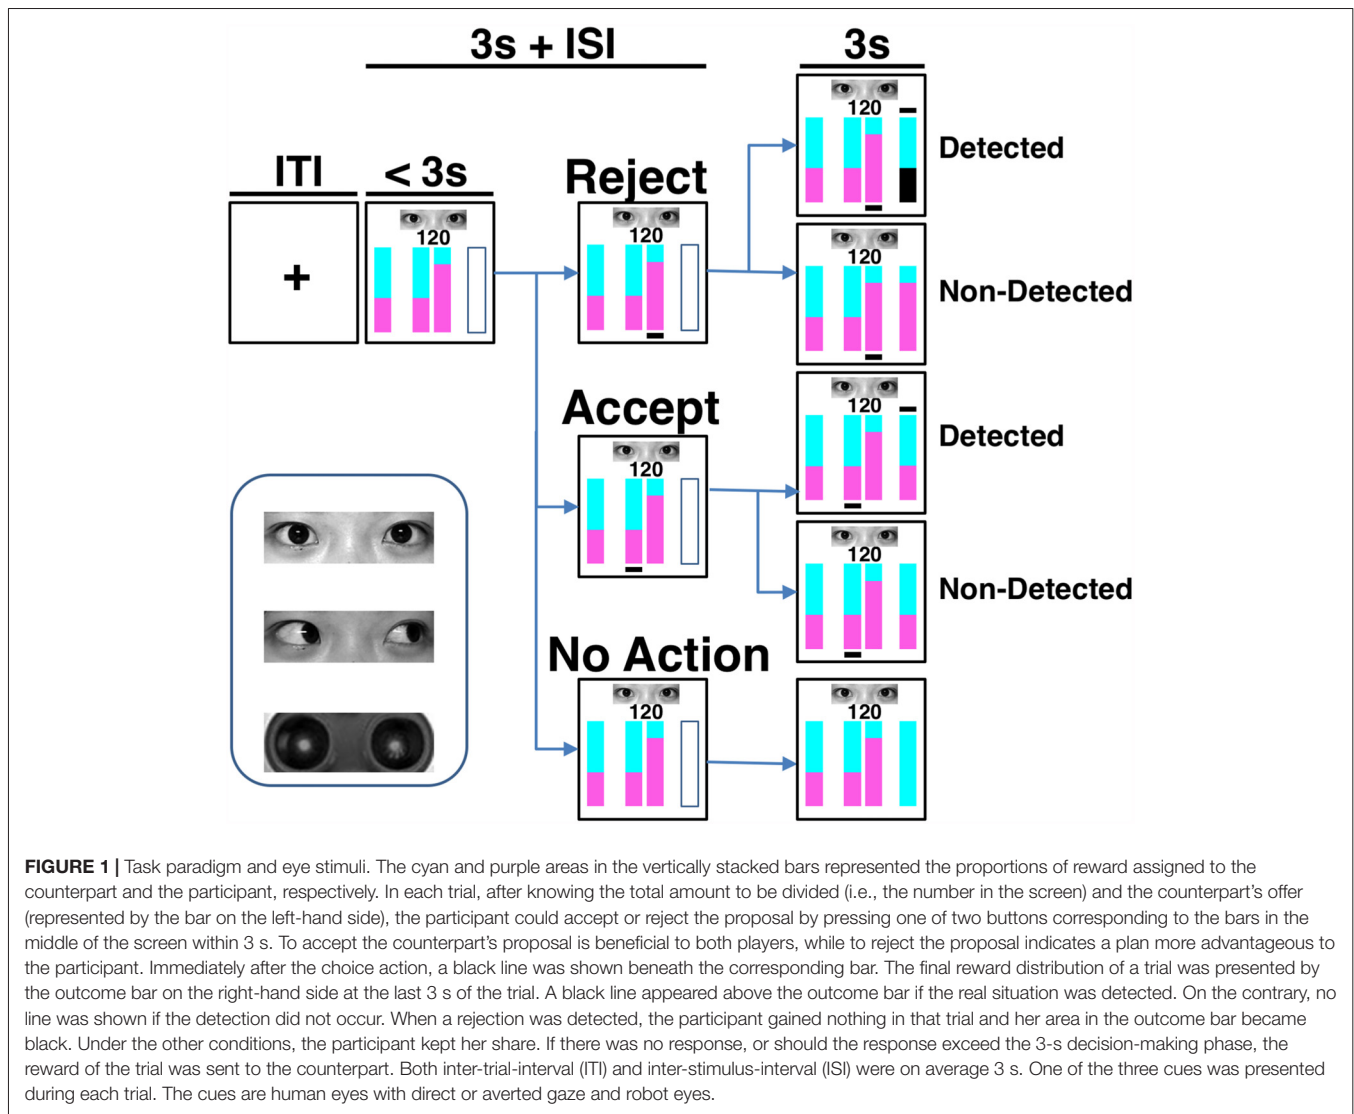 3s + ISI
3s
ITI
< 3s
Reject
120
Detected
120
120
120
Non-Detected
Accept
120
120
Detected
120
Non-Detected
No Action
120
120
FIGURE 1 | Task paradigm and eye stimuli. The cyan and purple areas in the vertically stacked bars represented the proportions of reward assigned to the
counterpart and the participant, respectively. In each trial, after knowing the total amount to be divided (i.e., the number in the screen) and the counterpart's offer
(represented by the bar on the left-hand side), the participant could accept or reject the proposal by pressing one of two buttons corresponding to the bars in the
middle of the screen within 3 s. To accept the counterpart's proposal is beneficial to both players, while to reject the proposal indicates a plan more advantageous to
the participant. Immediately after the choice action, a black line was shown beneath the corresponding bar. The final reward distribution of a trial was presented by
the outcome bar on the right-hand side at the last 3 s of the trial. A black line appeared above the outcome bar if the real situation was detected. On the contrary, no
line was shown if the detection did not occur. When a rejection was detected, the participant gained nothing in that trial and her area in the outcome bar became
black. Under the other conditions, the participant kept her share. If there was no response, or should the response exceed the 3-s decision-making phase, the
reward of the trial was sent to the counterpart. Both inter-trial-interval (ITI) and inter-stimulus-interval (ISI) were on average 3 s. One of the three cues was presented
during each trial. The cues are human eyes with direct or averted gaze and robot eyes.